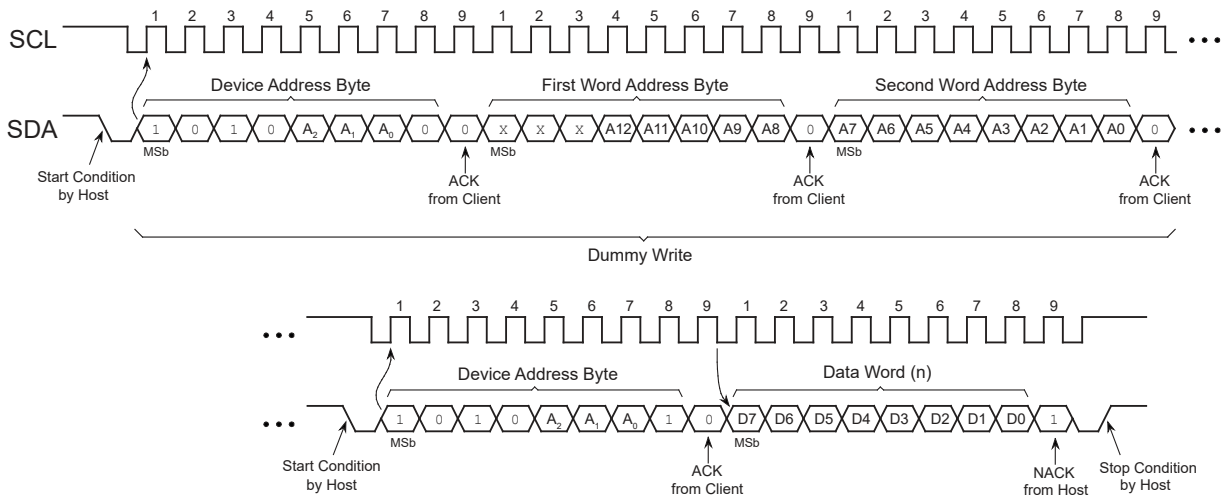 1 2 3 4 5 6 7 8 9 1 2 3 4 5 6 7 8 9 1 2 3 4 5 6 7 8 9
SCL
Device Address Byte First Word Address Byte Second Word Address Byte
SDA 1 0 1 0 A2 A1 A0 0 0 X X X A12 A11 A10 A9 A8 0 A7 A6 A5 A4 A3 A2 A1 A0 0
MSb MSb MSb
Start Condition
by Host
ACK
from Client
ACK
from Client
ACK
from Client
Dummy Write
1 2 3 4 5 6 7 8 9 1 2 3 4 5 6 7 8 9
Device Address Byte Data Word (n)
1 0 1 0 A2 A1 A0 1 0 D7 D6 D5 D4 D3 D2 D1 D0 1
MSb MSb
Start Condition
by Host
ACK
from Client
NACK
from Host
Stop Condition
by Host